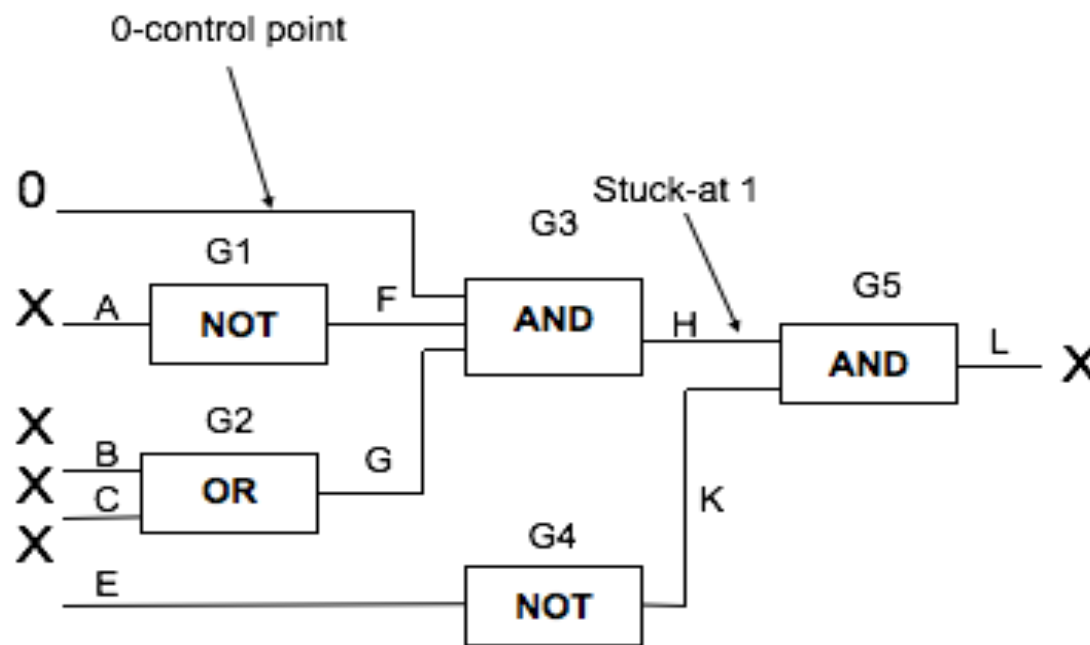 0-control point
0
Stuck-at 1
G3
G1
G5
X
A
NOT
F
AND
H
AND
L
X
X
G2
B
X
C
OR
G
K
X
G4
E
NOT